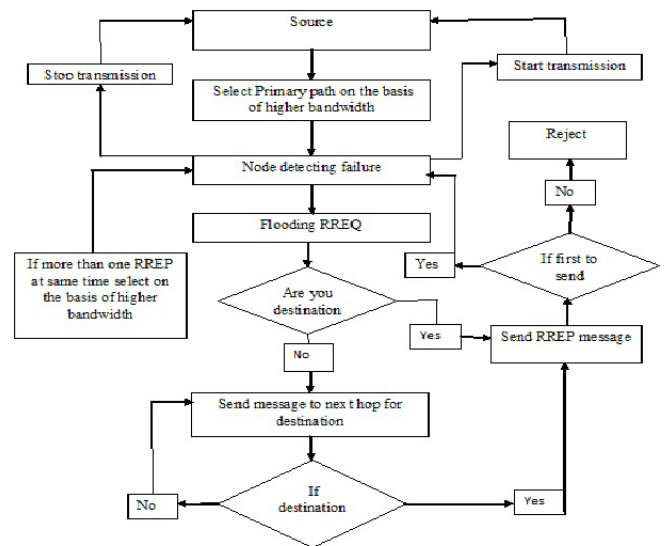 Source
Stop transmission
Start transmission
Select Primary path on the basis
of higher bandwidth
Reject
Node detecting failure
No
Flooding RREQ
If more than one RREP
at same time select on
the basis of higher
bandwidth
Yes
If first to
send
Are you
destination
Yes
Send RREP message
No
Send message to next hop for
destination
If
destination
No
Yes